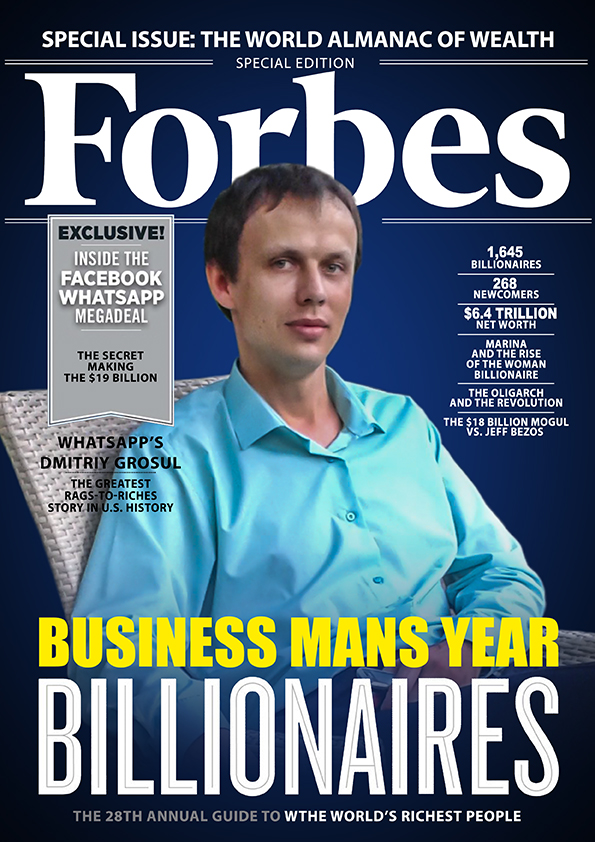 SPECIAL ISSUE: THE WORLD ALMANAC OF WEALTH
SPECIAL EDITION
Forbes
EXCLUSIVE!
INSIDE THE
FACEBOOK
WHATSAPP
MEGADEAL
THE SECRET
MAKING
THE $19 BILLION
WHATSAPP'S
DMITRIY GROSUL
THE GREATEST
RAGS-TO-RICHES
STORY IN U.S. HISTORY
1,645
BILLIONAIRES
268
NEWCOMERS
$6.4 TRILLION
NET WORTH
MARINA
AND THE RISE
OF THE WOMAN
BILLIONAIRE
THE OLIGARCH
AND THE REVOLUTION
THE $18 BILLION MOGUL
VS. JEFF BEZOS
BUSINESS MANS YEAR
BILLIONAIRES
THE 28TH ANNUAL GUIDE TO WTHE WORLD'S RICHEST PEOPLE